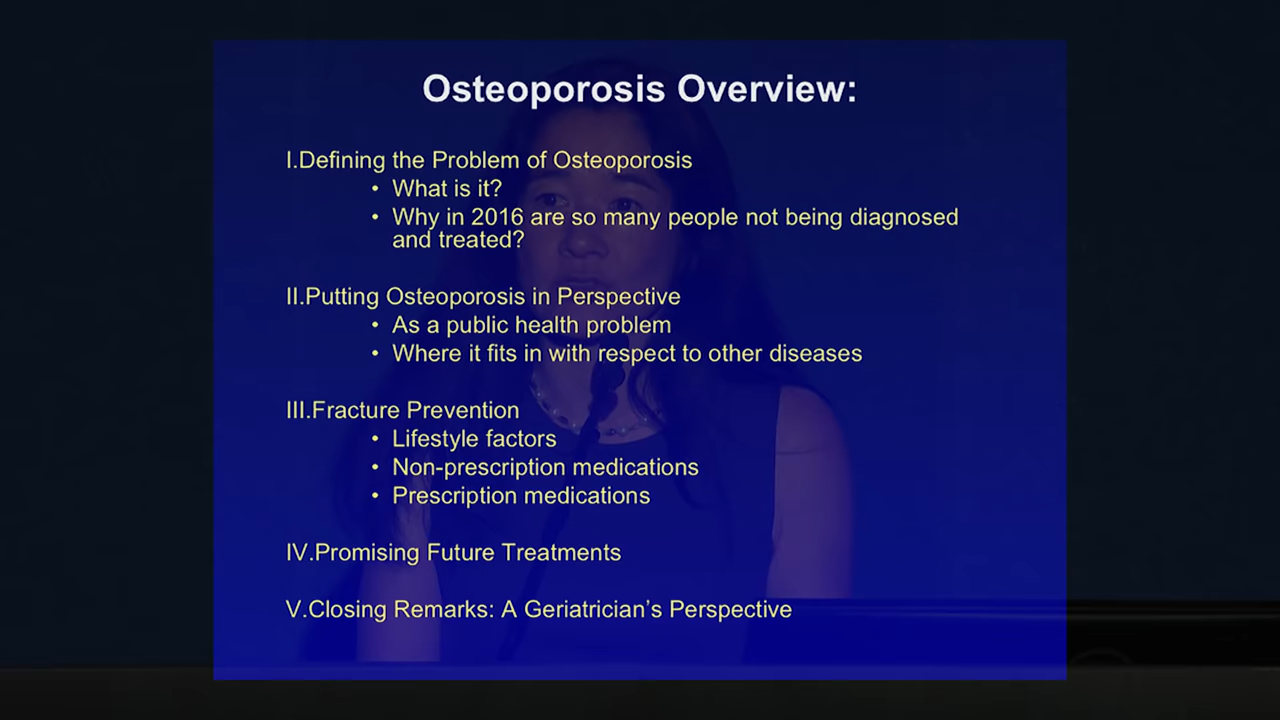 Osteoporosis Overview:
I.Defining the Problem of Osteoporosis
• What is it?
• Why in 2016 are so many people not being diagnosed
and treated?
II.Putting Osteoporosis in Perspective
• As a public health problem
• Where it fits in with respect to other diseases
III.Fracture Prevention
• Lifestyle factors
• Non-prescription medications
• Prescription medications
IV.Promising Future Treatments
V.Closing Remarks: A Geriatrician’s Perspective